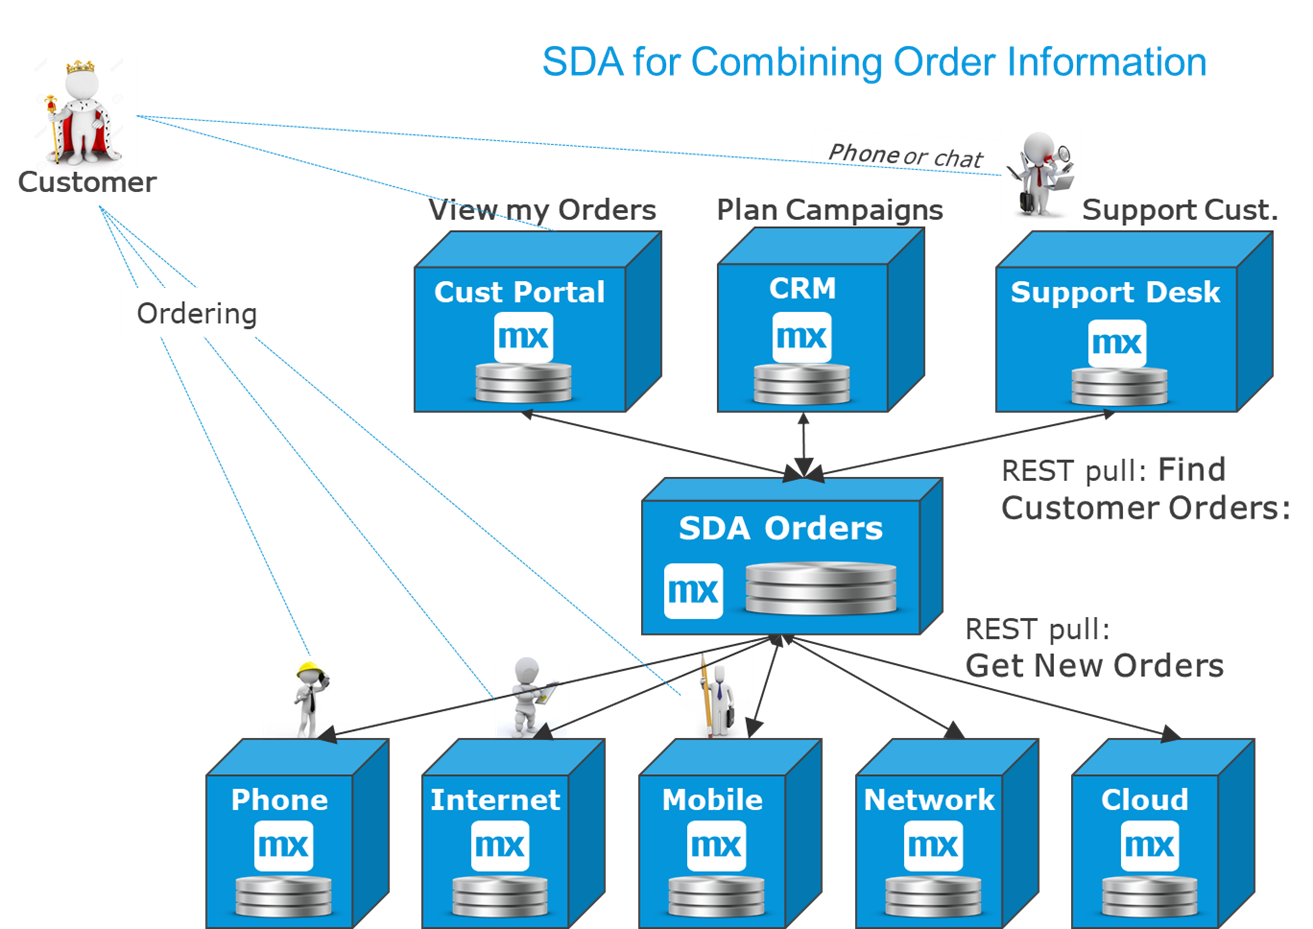 SDA for Combining Order Information
Phone or chat
Customer
View my Orders
Plan Campaigns
Support Cust.
Cust Portal
CRM
Support Desk
mx
mx
mx
Ordering
REST pull: Find
Customer Orders:
SDA Orders
mx
REST pull:
Get New Orders
Phone
Internet
Mobile
Network
Cloud
mx
mx
mx
mx
mx